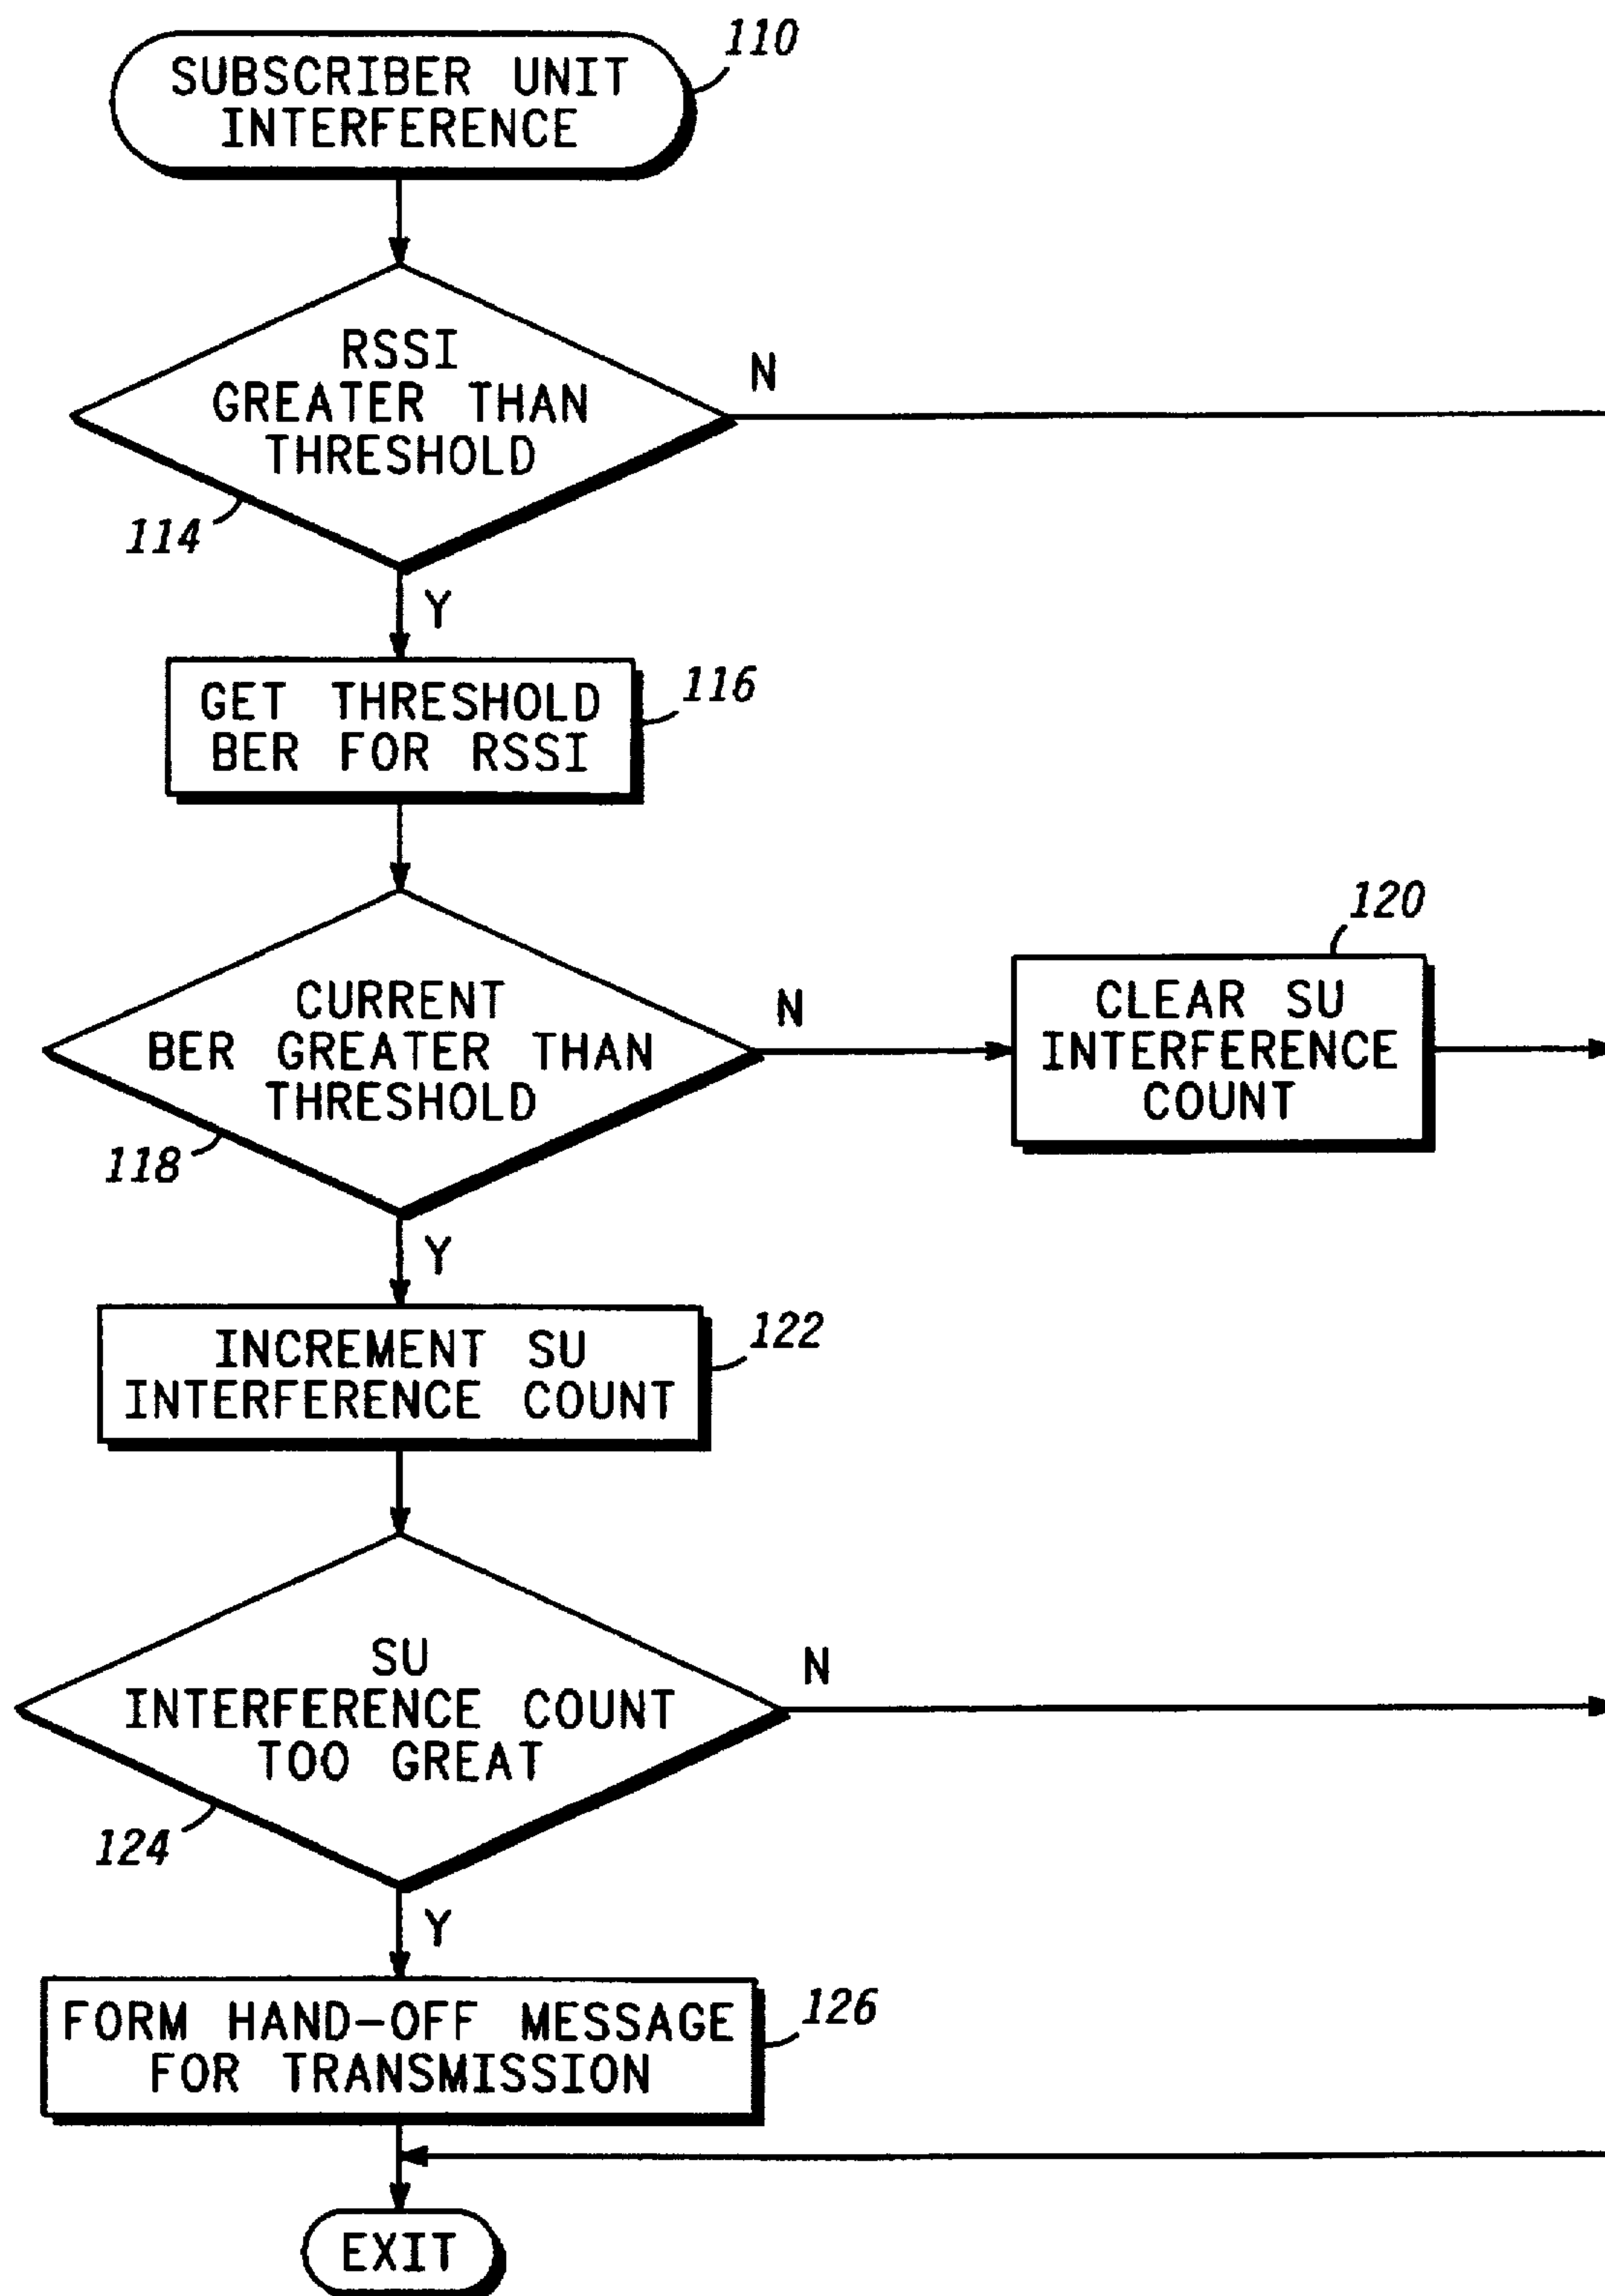 110
SUBSCRIBER UNIT
INTERFERENCE
RSSI
GREATER THAN
THRESHOLD
N
114
Y
GET THRESHOLD
BER FOR RSSI
116
120
CURRENT
BER GREATER THAN
THRESHOLD
N
CLEAR SU
INTERFERENCE
COUNT
118
Y
INCREMENT SU
INTERFERENCE COUNT
122
SU
INTERFERENCE COUNT
TOO GREAT
N
124
Y
FORM HAND-OFF MESSAGE
FOR TRANSMISSION
126
EXIT